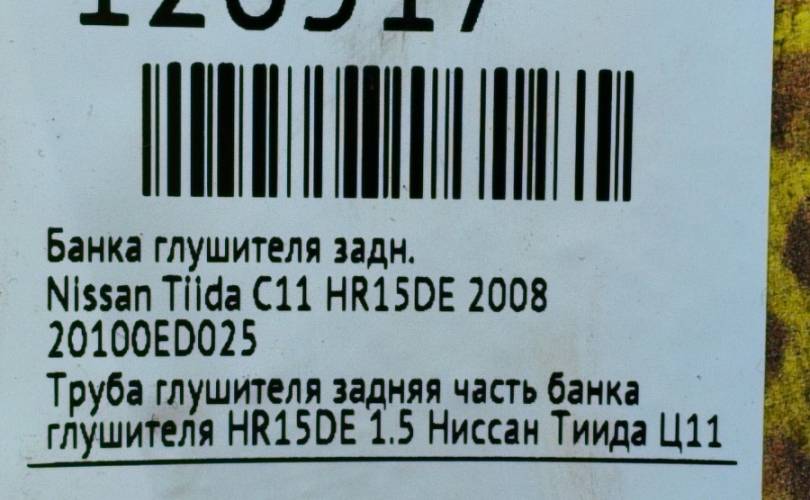 Банка глушителя задн.
Nissan Tiida C11 HR15DE 2008
20100ED025
Труба глушителя задняя часть банка
глушителя HR15DE 1.5 Ниссан Тиида Ц11